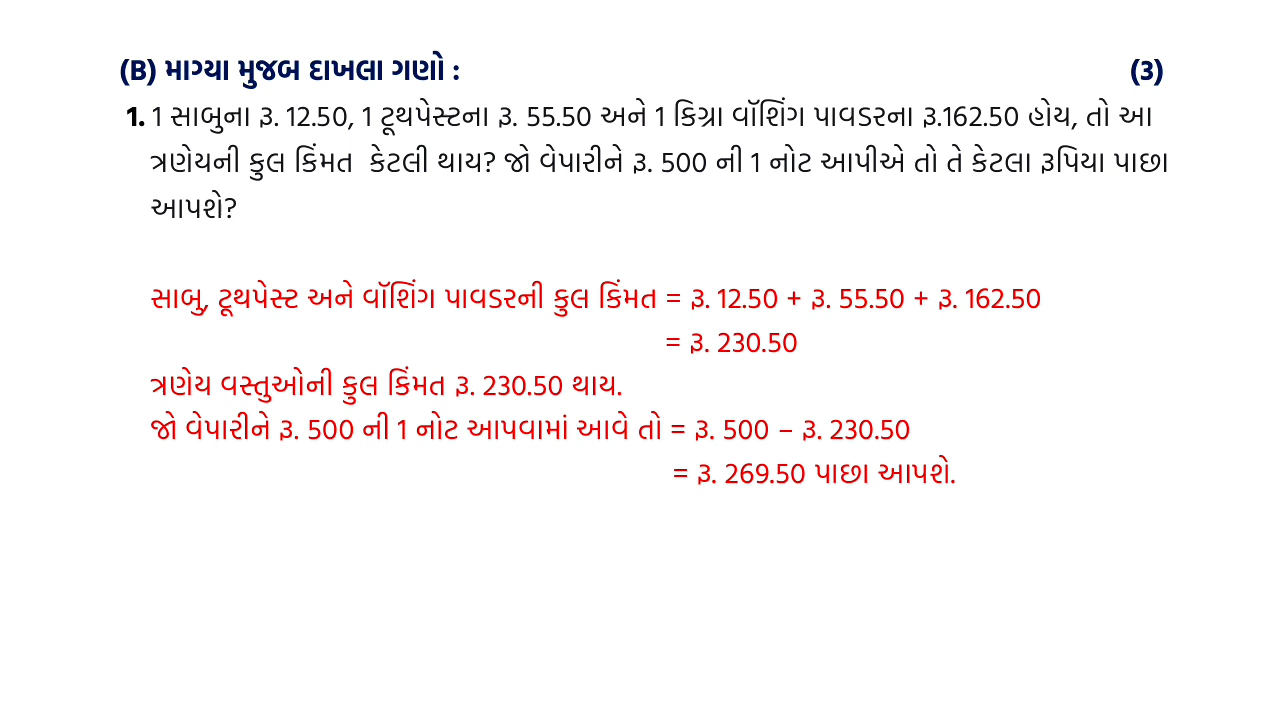 (B) માગ્યા મુજબ દાખલા ગણો : (3)
1. 1 સાબુના રૂ. 12.50, 1 ટૂથપેસ્ટના રૂ. 55.50 અને 1 કિગ્રા વૉશિંગ પાવડરના રૂ.162.50 હોય, તો આ
ત્રણેયની કુલ કિંમત કેટલી થાય? જો વેપારીને રૂ. 500 ની 1 નોટ આપીએ તો તે કેટલા રૂપિયા પાછા
આપશે?
સાબુ, ટૂથપેસ્ટ અને વૉશિંગ પાવડરની કુલ કિંમત = રૂ. 12.50 + રૂ. 55.50 + રૂ. 162.50
= રૂ. 230.50
ત્રણેય વસ્તુઓની કુલ કિંમત રૂ. 230.50 થાય.
જો વેપારીને રૂ. 500 ની 1 નોટ આપવામાં આવે તો = રૂ. 500 – રૂ. 230.50
= રૂ. 269.50 પાછા આપશે.